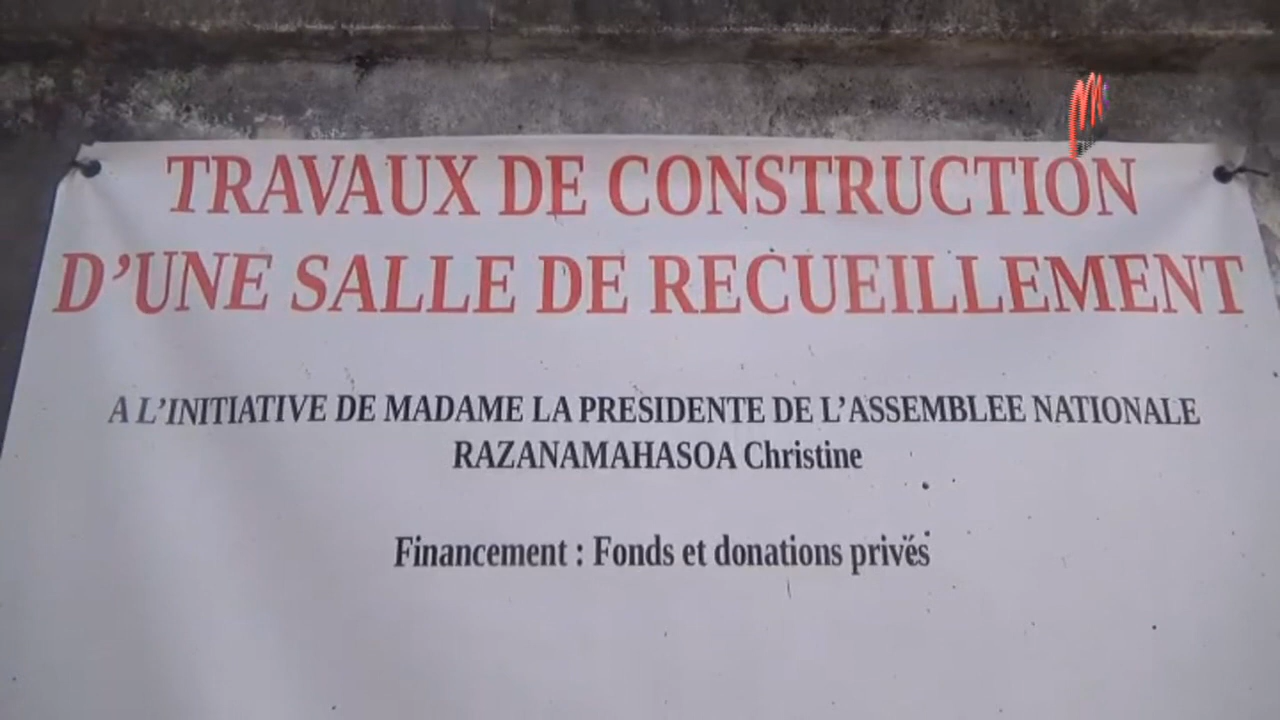 TRAVAUX DE CONSTRUCTION
D’UNE SALLE DE RECUEILLEMENT
A L’INITIATIVE DE MADAME LA PRESIDENTE DE L’ASSEMBLEE NATIONALE
RAZANAMAHASOA Christine
Financement : Fonds et donations privés